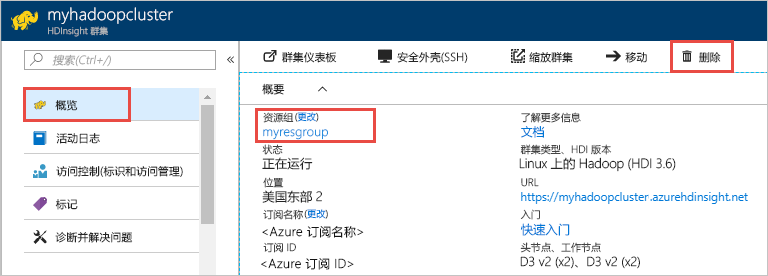 myhadoopcluster
HDInsight 群集
搜索(Ctrl+/)
«
概览
活动日志
访问控制(标识和访问管理)
标记
诊断并解决问题
群集仪表板 安全外壳(SSH) 缩放群集 移动 删除
概要
资源组(更改)
myresgroup
状态
正在运行
位置
美国东部 2
订阅名称(更改)
<Azure 订阅名称>
订阅 ID
<Azure 订阅 ID>
了解更多信息
文档
群集类型、HDI 版本
Linux 上的 Hadoop (HDI 3.6)
URL
https://myhadoopcluster.azurehdinsight.net
入门
快速入门
头节点、工作节点
D3 v2 (x2)、D3 v2 (x2)